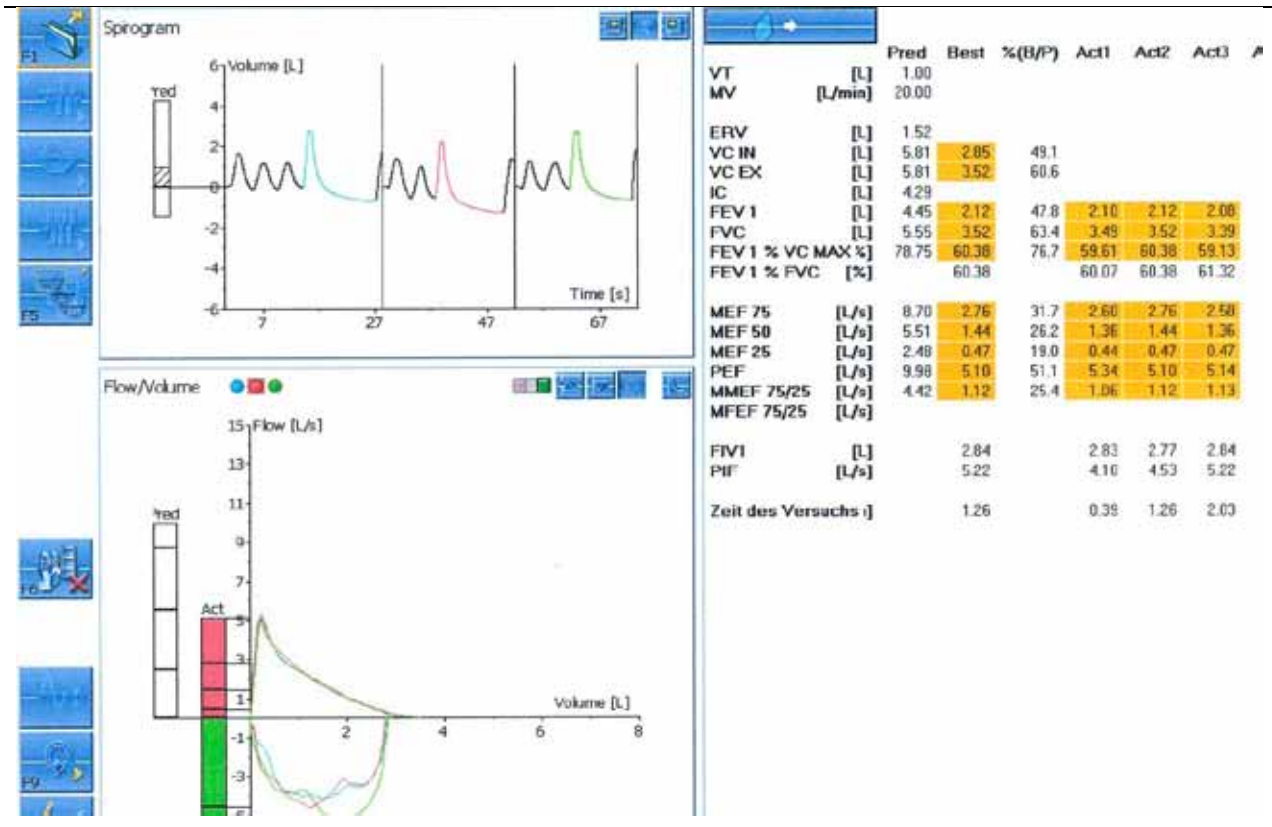 Spirogram
F1
6 Volume [L]
4
2
0
-2
-4
-6
red
Time [s]
7 27 47 67
F5
Flow/Volume
15 Flow [L/s]
13
11
9
7
5
3
1
-1
-3
red
Act
Volume [L]
2 4 6 8
F6
F9
Pred Best %(B/P) Act1 Act2 Act3
VT [L] 1.00
MV [L/min] 20.00
ERV [L] 1.52
VC IN [L] 5.81 2.85 49.1
VC EX [L] 5.81 3.52 60.6
IC [L] 4.29
FEV 1 [L] 4.45 2.12 47.8 2.10 2.12 2.08
FVC [L] 5.55 3.52 63.4 3.49 3.52 3.39
FEV 1 % VC MAX %] 78.75 60.38 76.7 59.61 60.38 59.13
FEV 1 % FVC [%] 60.38 60.07 60.38 61.32
MEF 75 [L/s] 8.70 2.76 31.7 2.60 2.76 2.58
MEF 50 [L/s] 5.51 1.44 26.2 1.36 1.44 1.36
MEF 25 [L/s] 2.48 0.47 19.0 0.44 0.47 0.47
PEF [L/s] 9.98 5.10 51.1 5.34 5.10 5.14
MMEF 75/25 [L/s] 4.42 1.12 25.4 1.06 1.12 1.13
MFEF 75/25 [L/s]
FIV1 [L] 2.84 2.83 2.77 2.84
PIF [L/s] 5.22 4.10 4.53 5.22
Zeit des Versuchs 1.26 0.39 1.26 2.03